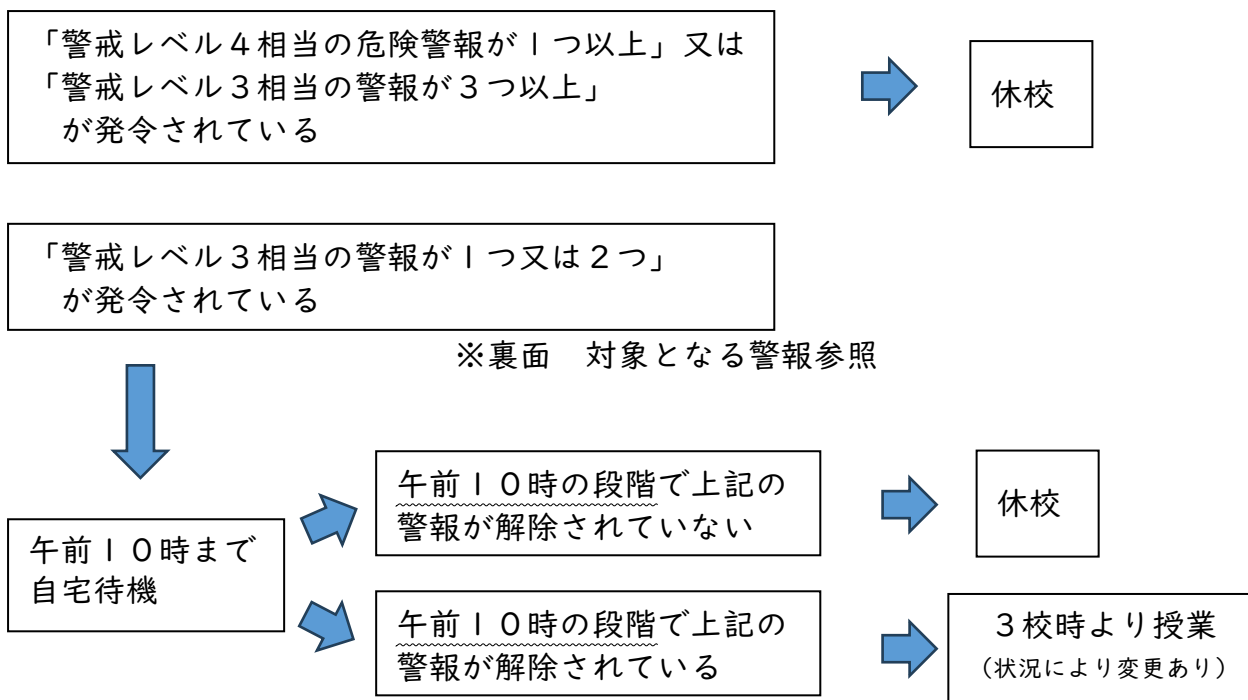 「警戒レベル４相当の危険警報が１つ以上」又は
「警戒レベル３相当の警報が３つ以上」
が発令されている
休校
「警戒レベル３相当の警報が１つ又は２つ」
が発令されている
※裏面　対象となる警報参照
午前１０時まで
自宅待機
午前１０時の段階で上記の
警報が解除されていない
休校
午前１０時の段階で上記の
警報が解除されている
３校時より授業
（状況により変更あり）